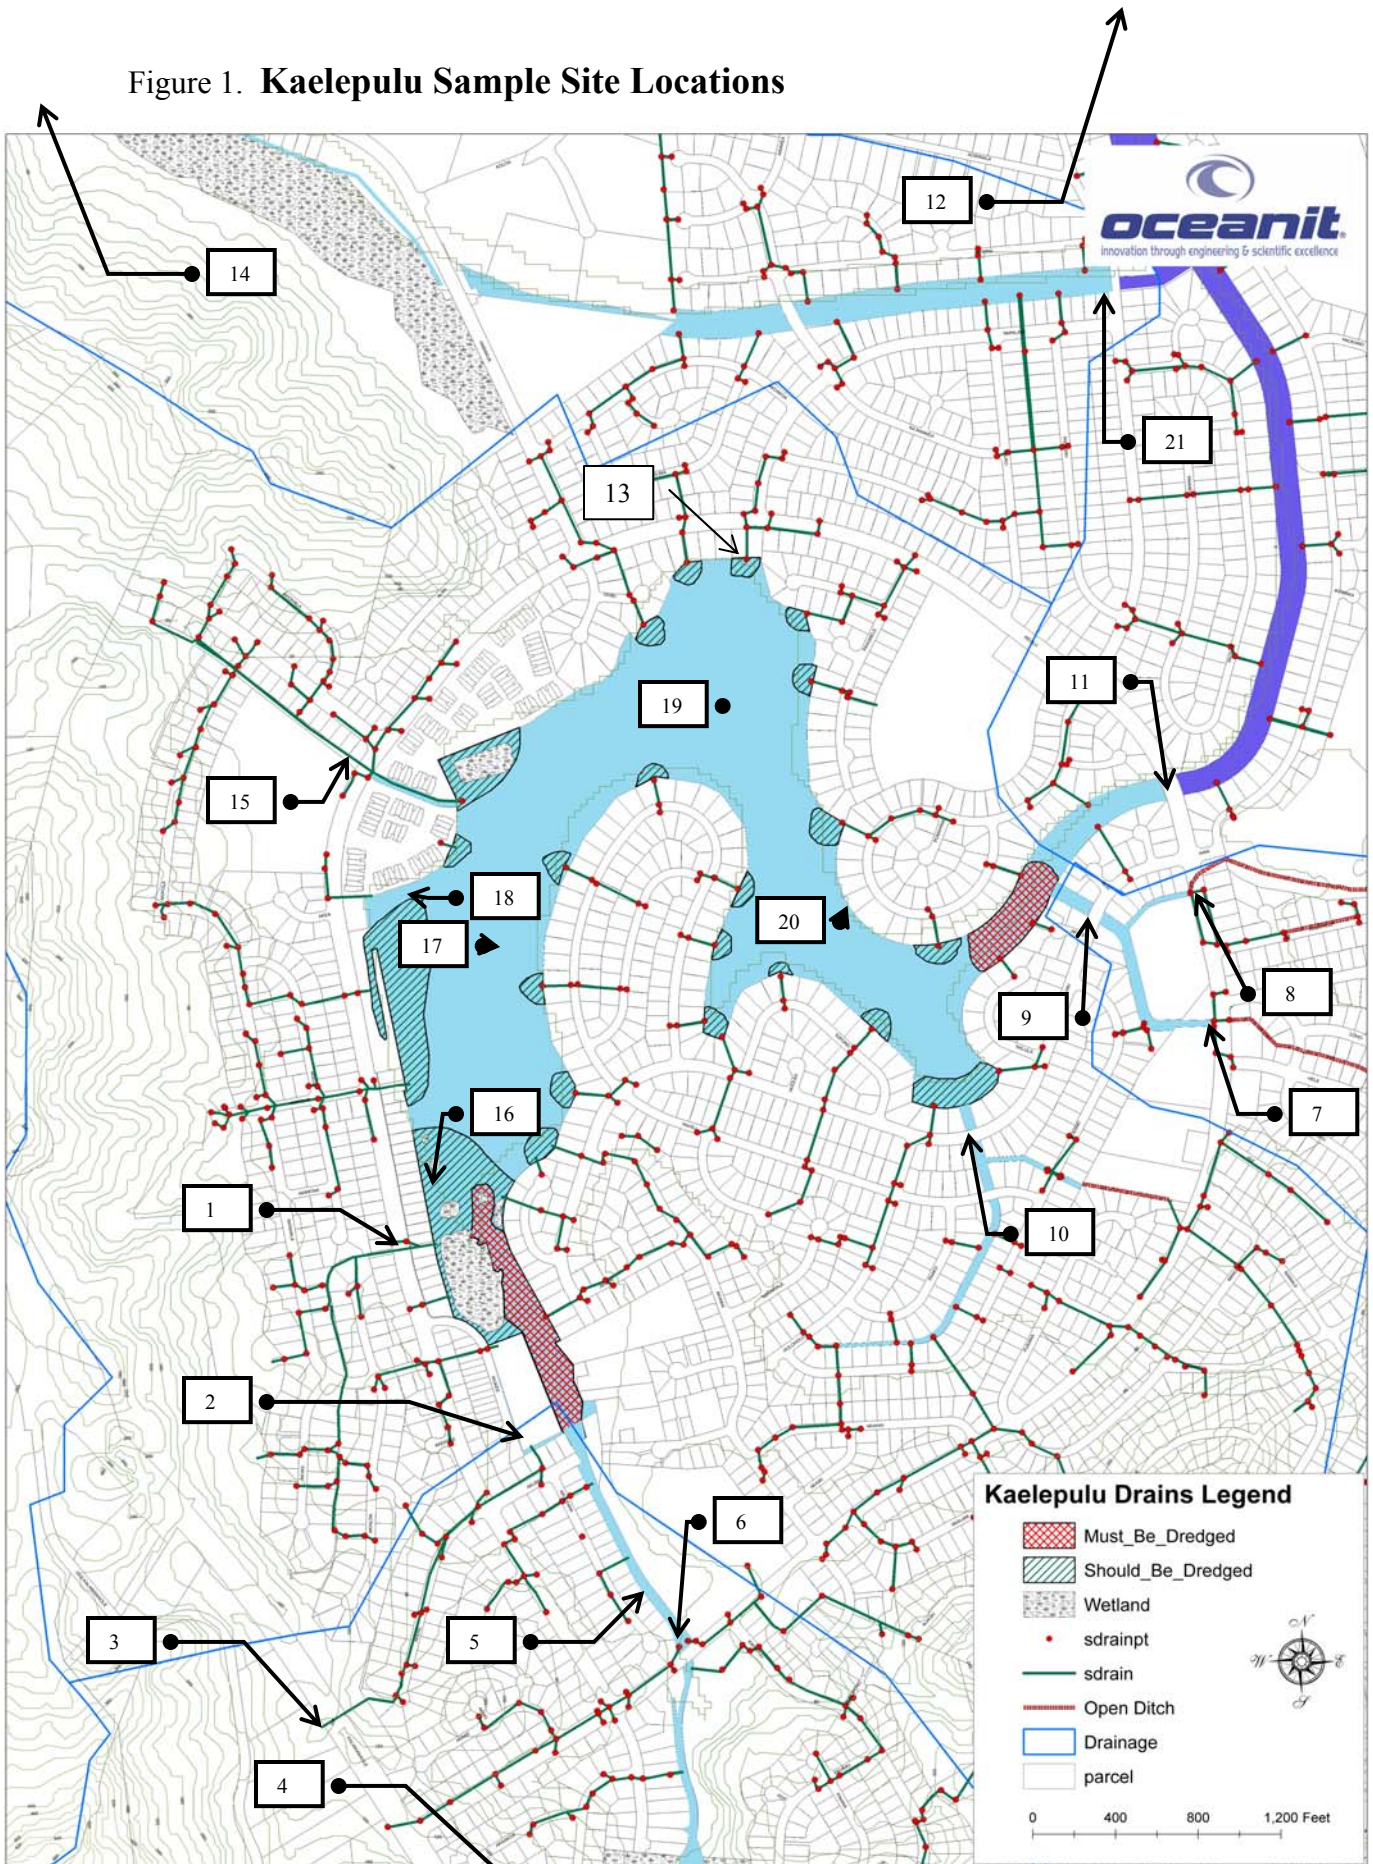 Figure 1. Kaelepulu Sample Site Locations
12
oceanit
innovation through engineering & scientific excellence
14
21
13
11
19
15
18
20
17
8
9
16
7
1
10
2
6
3
5
4
Kaelepulu Drains Legend
Must_Be_Dredged
Should_Be_Dredged
Wetland
sdrainpt
sdrain
Open Ditch
Drainage
parcel
N
W
E
S
0 400 800 1,200 Feet